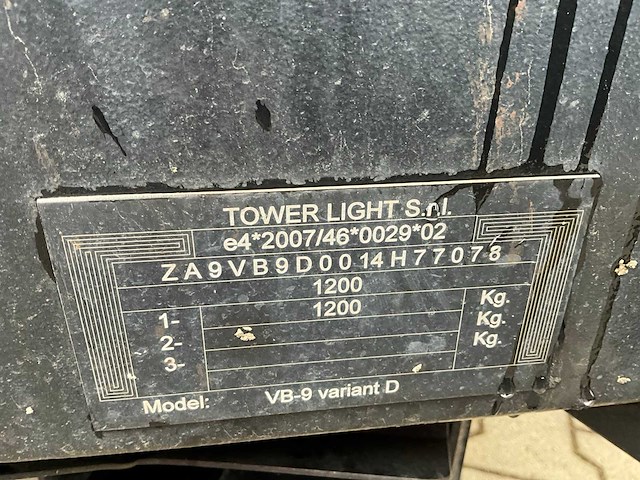 TOWER LIGHT S.r.l.
e4*2007/46*0029*02
ZA9VB9D0014H77078
1200
1- 1200 Kg.
2- Kg.
3- Kg.
Model: VB-9 variant D